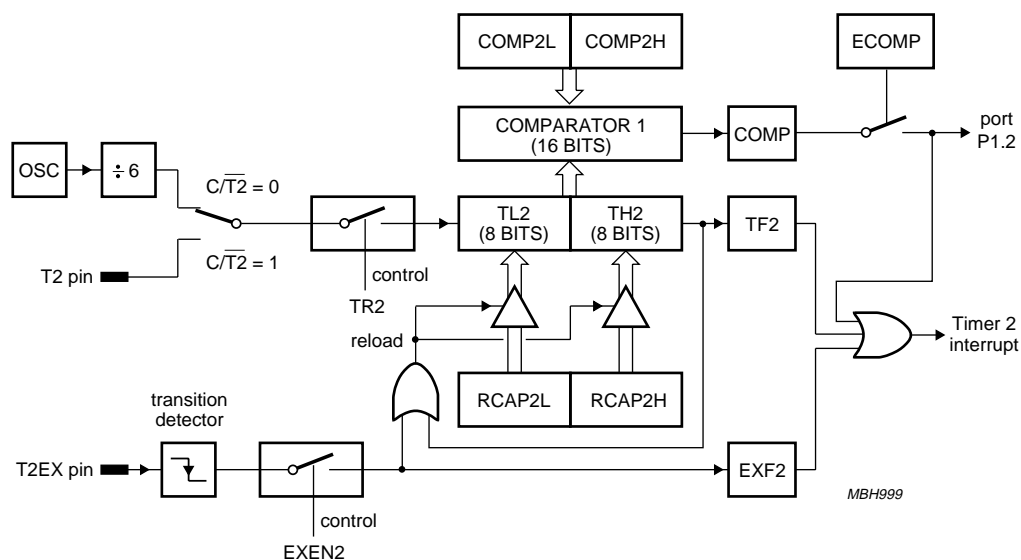 COMP2L COMP2H ECOMP
COMPARATOR 1
(16 BITS)
COMP
port
P1.2
OSC
÷ 6
C/T̅2̅ = 0
TL2
(8 BITS)
TH2
(8 BITS)
TF2
C/T̅2̅ = 1
T2 pin
control
TR2
reload
Timer 2
interrupt
RCAP2L RCAP2H
transition
detector
T2EX pin
EXF2
MBH999
control
EXEN2